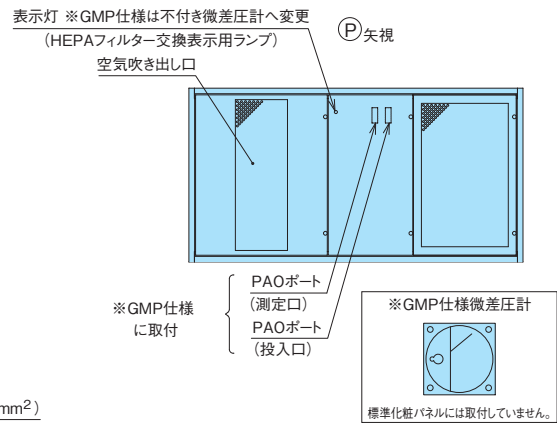 表示灯 ※GMP仕様は不付き微差圧計へ変更
(HEPAフィルター交換表示用ランプ)
空気吹き出し口
P 矢視
※GMP仕様
に取付
PAOポート
(測定口)
PAOポート
(投入口)
※GMP仕様微差圧計
標準化粧パネルには取付していません。
mm²)